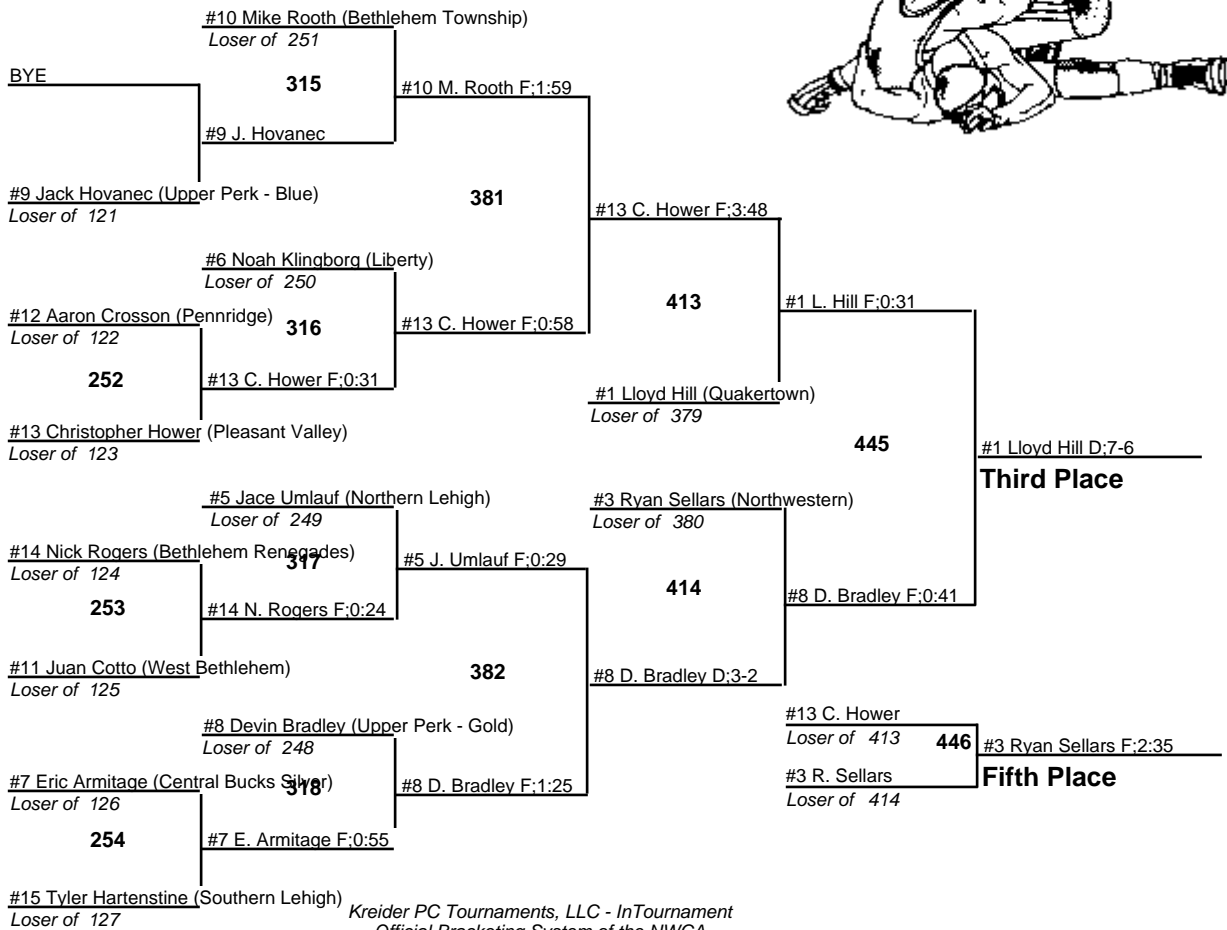 #10 Mike Rooth (Bethlehem Township)
Loser of 251
BYE
315
#10 M. Rooth F;1:59
#9 J. Hovanec
#9 Jack Hovanec (Upper Perk - Blue)
Loser of 121
381
#13 C. Hower F;3:48
#6 Noah Klingborg (Liberty)
Loser of 250
#12 Aaron Crosson (Pennridge)
Loser of 122
316
#13 C. Hower F;0:58
413
#1 L. Hill F;0:31
252
#13 C. Hower F;0:31
#1 Lloyd Hill (Quakertown)
Loser of 379
#13 Christopher Hower (Pleasant Valley)
Loser of 123
445
#1 Lloyd Hill D;7-6
Third Place
#5 Jace Umlauf (Northern Lehigh)
Loser of 249
#3 Ryan Sellars (Northwestern)
Loser of 380
#14 Nick Rogers (Bethlehem Renegades)
Loser of 124
317
#5 J. Umlauf F;0:29
414
#8 D. Bradley F;0:41
253
#14 N. Rogers F;0:24
#11 Juan Cotto (West Bethlehem)
Loser of 125
382
#8 D. Bradley D;3-2
#8 Devin Bradley (Upper Perk - Gold)
Loser of 248
#13 C. Hower
Loser of 413
446
#3 Ryan Sellars F;2:35
#3 R. Sellars
Loser of 414
Fifth Place
#7 Eric Armitage (Central Bucks Silver)
Loser of 126
318
#8 D. Bradley F;1:25
254
#7 E. Armitage F;0:55
#15 Tyler Hartenstine (Southern Lehigh)
Loser of 127
Kreider PC Tournaments, LLC - InTournament
Official Bracketing System of the NWCA